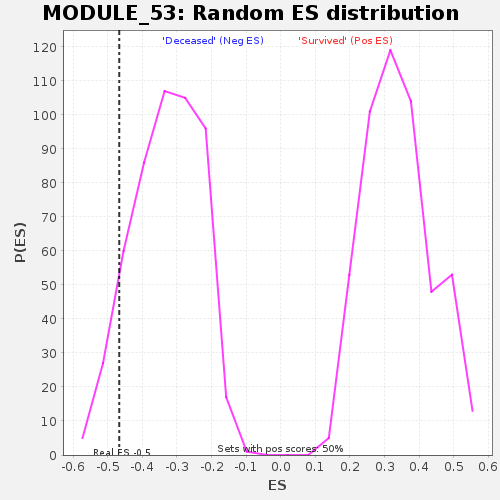 MODULE_53: Random ES distribution
'Deceased' (Neg ES) 'Survived' (Pos ES)
120
110
100
90
80
70
60
50
40
30
20
10
0
P(ES)
Real ES -0.5
Sets with pos scores: 50%
-0.6 -0.5 -0.4 -0.3 -0.2 -0.1 0.0 0.1 0.2 0.3 0.4 0.5 0.6
ES